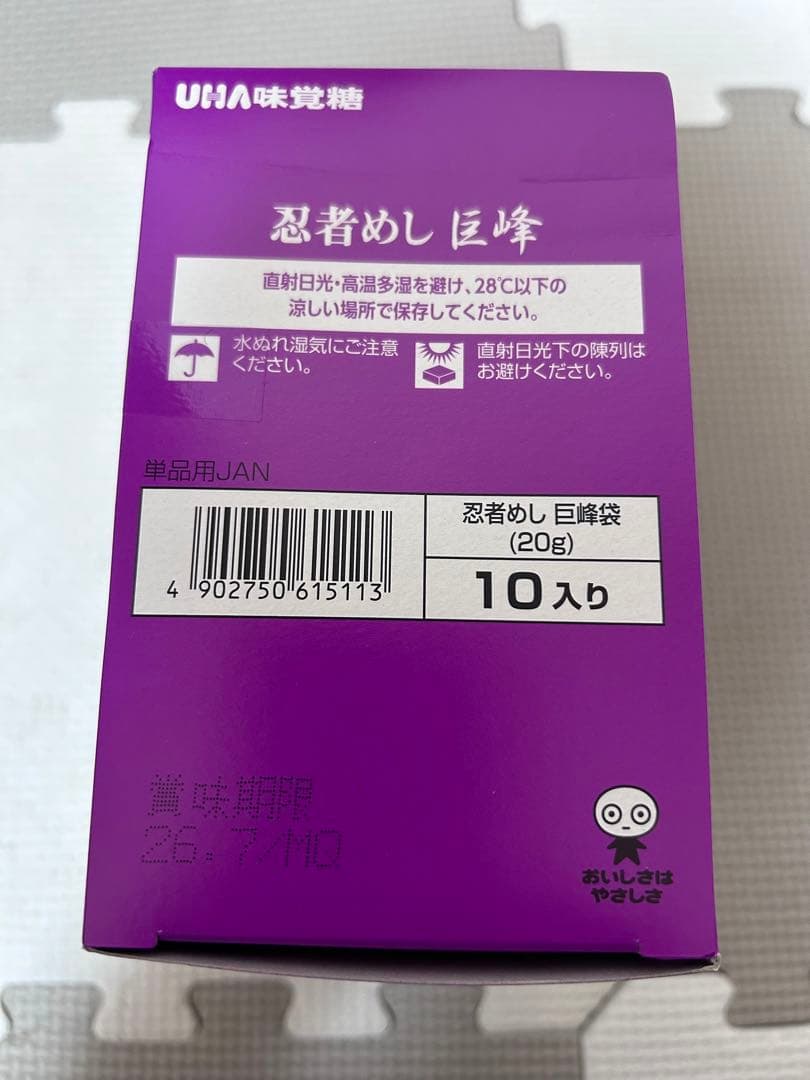 UHA味覚糖
忍者めし 巨峰
直射日光・高温多湿を避け、28℃以下の
涼しい場所で保存してください。
水ぬれ湿気にご注意
ください。
直射日光下の陳列は
お避けください。
単品用JAN
4 902750 615113
忍者めし 巨峰袋
(20g)
10入り
賞味期限
26. 7/MQ
おいしさは
やさしさ